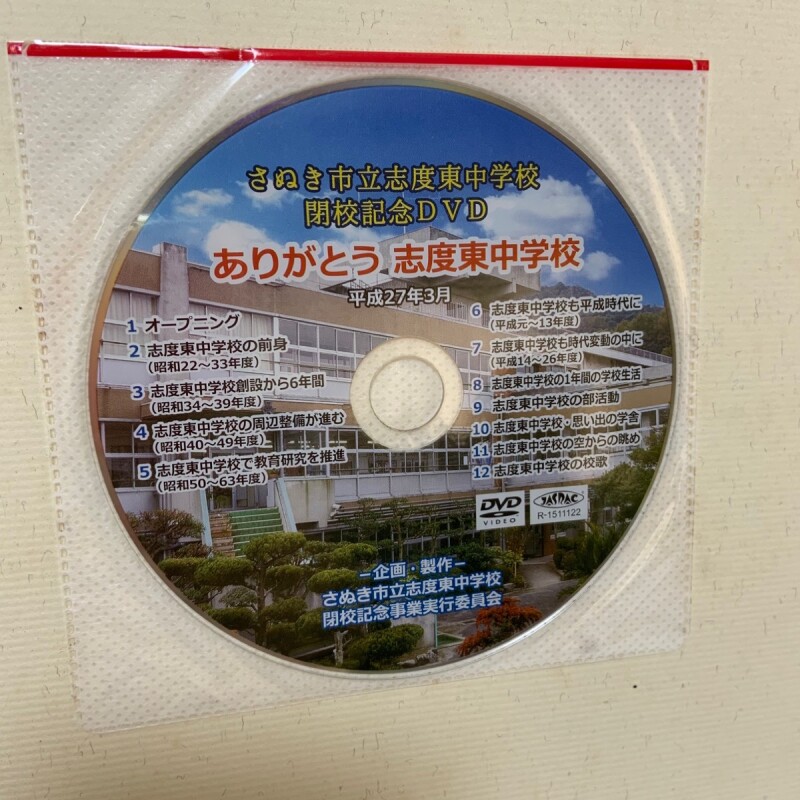 さぬき市立志度東中学校
閉校記念DVD
ありがとう 志度東中学校
平成27年3月
1 オープニング
2 志度東中学校の前身
(昭和22~33年度)
3 志度東中学校創設から6年間
(昭和34~39年度)
4 志度東中学校の周辺整備が進む
(昭和40~49年度)
5 志度東中学校で教育研究を推進
(昭和50~63年度)
6 志度東中学校も平成時代に
(平成元~13年度)
7 志度東中学校も時代変動の中に
(平成14~26年度)
8 志度東中学校の1年間の学校生活
9 志度東中学校の部活動
10 志度東中学校・思い出の学舎
11 志度東中学校の空からの眺め
12 志度東中学校の校歌
DVD
VIDEO
JASRAC
R-1511122
-企画・製作-
さぬき市立志度東中学校
閉校記念事業実行委員会